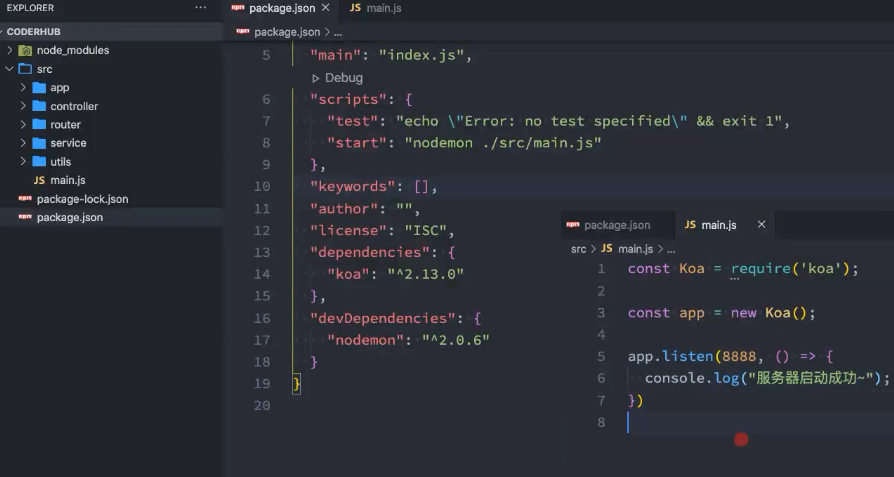 EXPLORER
CODERHUB
node_modules
src
app
controller
router
service
utils
JS main.js
package-lock.json
package.json
package.json
JS main.js
package.json > ...
5 "main": "index.js",
Debug
6 "scripts": {
7 "test": "echo \"Error: no test specified\" && exit 1",
8 "start": "nodemon ./src/main.js"
9 },
10 "keywords": [],
11 "author": "",
12 "license": "ISC",
13 "dependencies": {
14 "koa": "^2.13.0"
15 },
16 "devDependencies": {
17 "nodemon": "^2.0.6"
18 }
19 }
20
package.json
JS main.js
src > JS main.js > ...
1 const Koa = require('koa');
2
3 const app = new Koa();
4
5 app.listen(8888, () => {
6 console.log("服务器启动成功~");
7 })
8